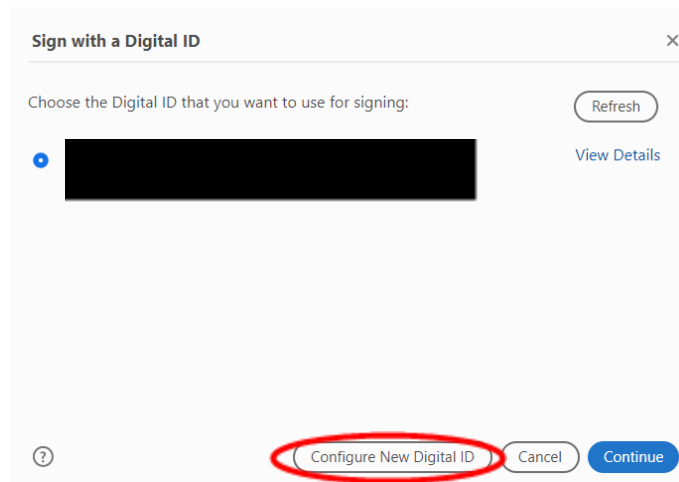 Sign with a Digital ID
Choose the Digital ID that you want to use for signing:
Refresh
View Details
Configure New Digital ID
Cancel
Continue